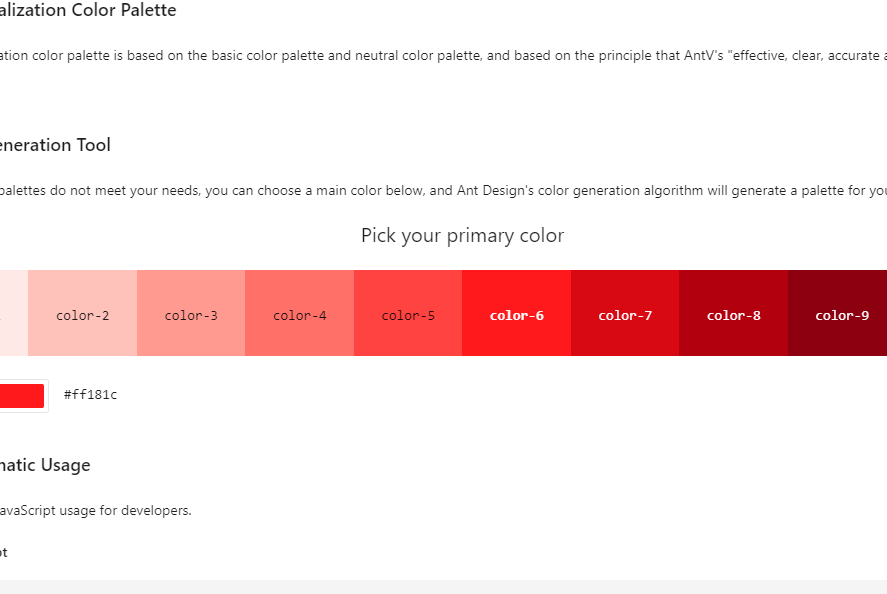 alization Color Palette
ation color palette is based on the basic color palette and neutral color palette, and based on the principle that AntV's "effective, clear, accurate a
eneration Tool
palettes do not meet your needs, you can choose a main color below, and Ant Design's color generation algorithm will generate a palette for you
Pick your primary color
color-2 color-3 color-4 color-5 color-6 color-7 color-8 color-9
#ff181c
matic Usage
avaScript usage for developers.
pt